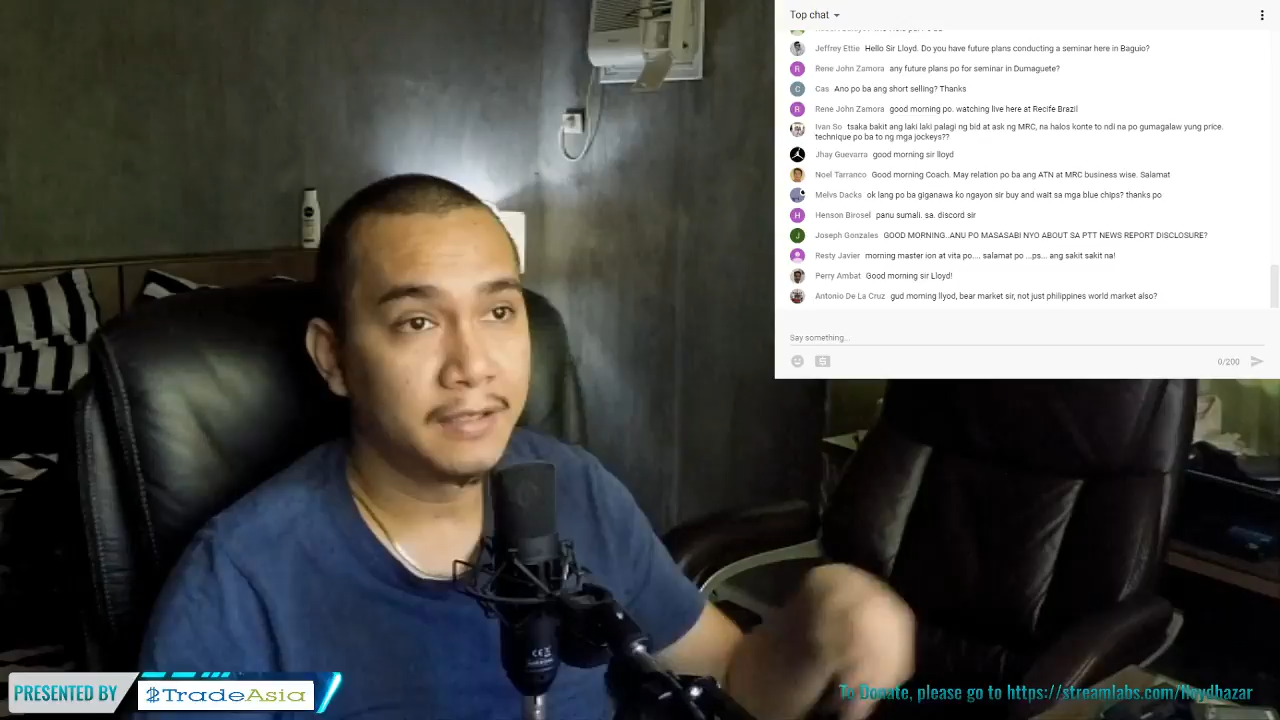 Top chat
Jeffrey Ettie Hello Sir Lloyd. Do you have future plans conducting a seminar here in Baguio?
R Rene John Zamora any future plans po for seminar in Dumaguete?
C Cas Ano po ba ang short selling? Thanks
R Rene John Zamora good morning po. watching live here at Recife Brazil
Ivan So tsaka bakit ang laki laki palagi ng bid at ask ng MRC, na halos konte to ndi na po gumagalaw yung price.
technique po ba to ng mga jockeys??
Jhay Guevarra good morning sir lloyd
Noel Tarranco Good morning Coach. May relation po ba ang ATN at MRC business wise. Salamat
Melvs Dacks ok lang po ba giganawa ko ngayon sir buy and wait sa mga blue chips? thanks po
H Henson Birosel panu sumali. sa. discord sir
J Joseph Gonzales GOOD MORNING..ANU PO MASASABI NYO ABOUT SA PTT NEWS REPORT DISCLOSURE?
Resty Javier morning master ion at vita po.... salamat po ...ps... ang sakit sakit na!
Perry Ambat Good morning sir Lloyd!
Antonio De La Cruz gud morning llyod, bear market sir, not just philippines world market also?
Say something...
0/200
NIVEA
CE
PRESENTED BY
$TradeAsia
To Donate, please go to https://streamlabs.com/lloydhazar